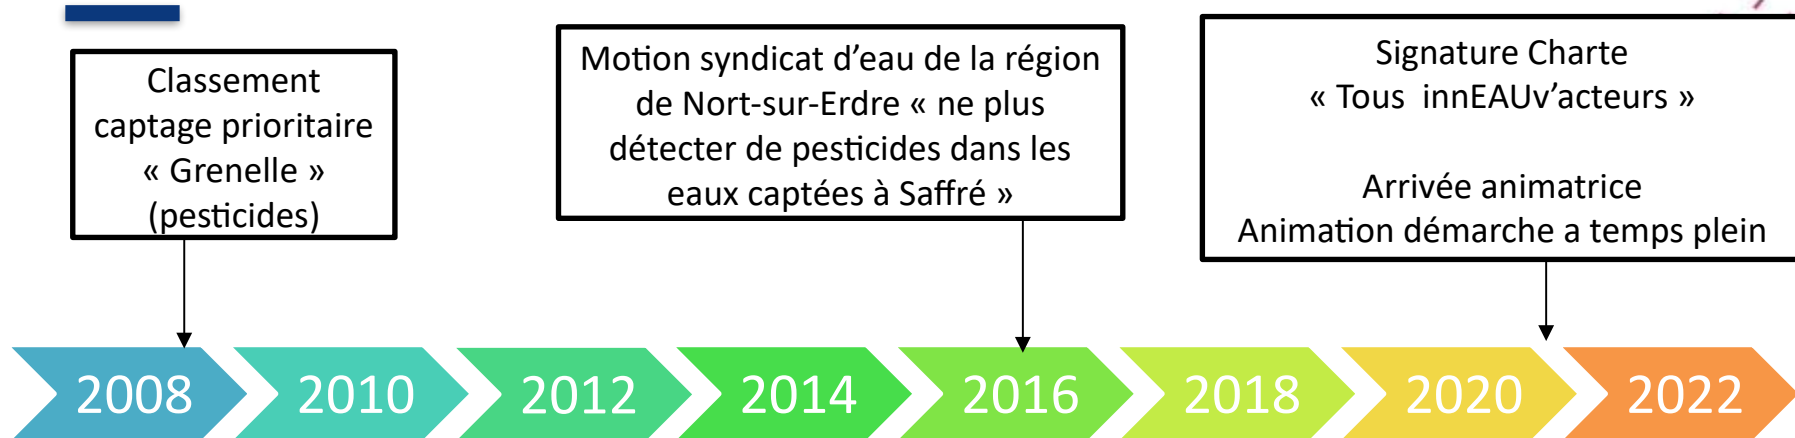 Classement
captage prioritaire
« Grenelle »
(pesticides)
Motion syndicat d’eau de la région
de Nort-sur-Erdre « ne plus
détecter de pesticides dans les
eaux captées à Saffré »
Signature Charte
« Tous  innEAUv’acteurs »
Arrivée animatrice
Animation démarche a temps plein
2008
2010
2012
2014
2016
2018
2020
2022